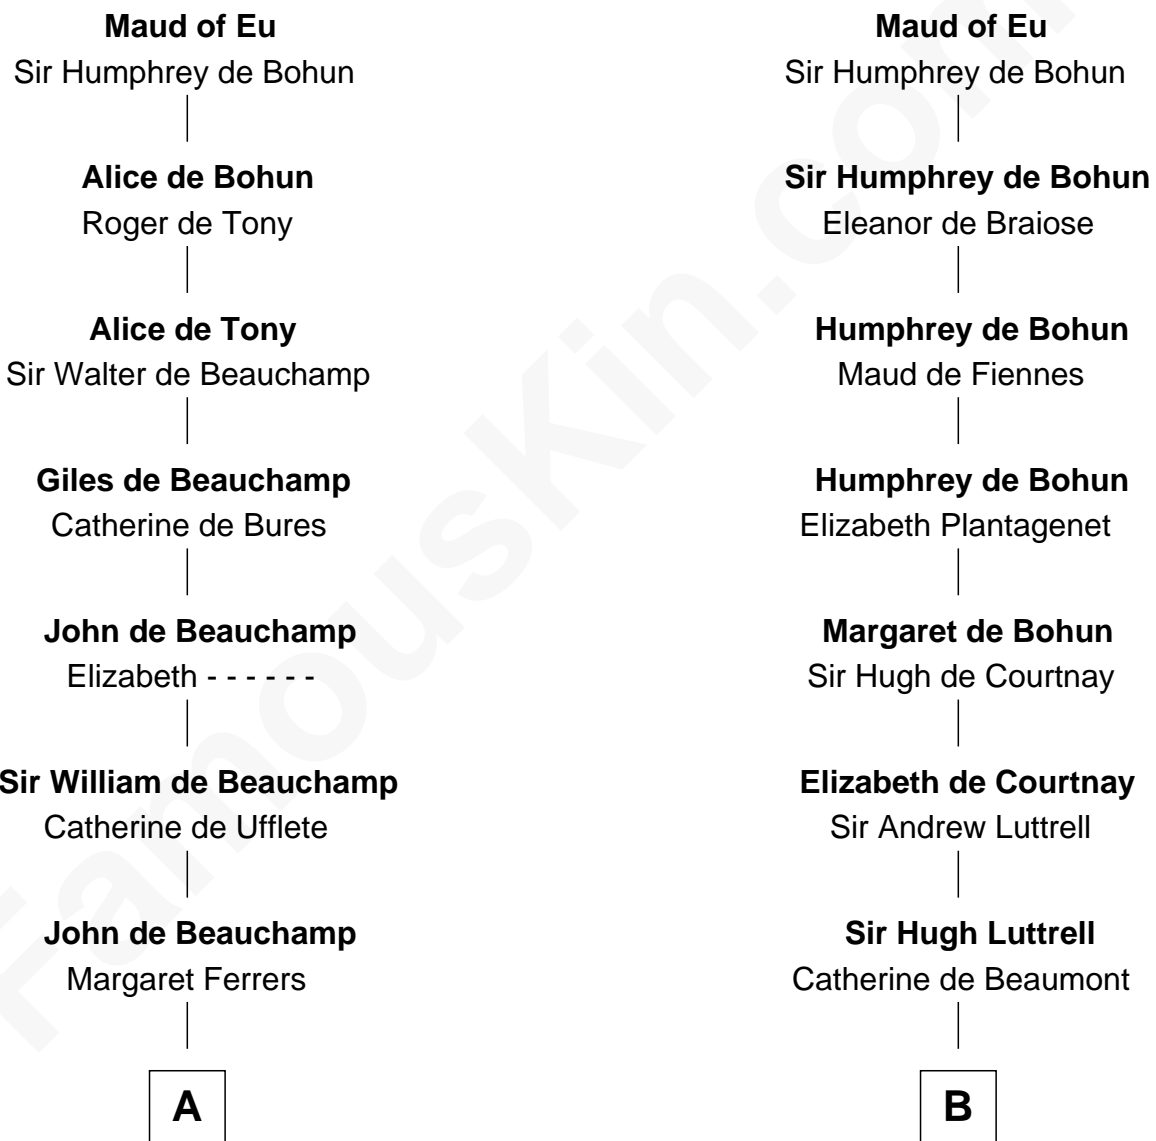 Maud of Eu
Sir Humphrey de Bohun
Alice de Bohun
Roger de Tony
Alice de Tony
Sir Walter de Beauchamp
Giles de Beauchamp
Catherine de Bures
John de Beauchamp
Elizabeth - - - - - -
Sir William de Beauchamp
Catherine de Ufflete
John de Beauchamp
Margaret Ferrers
A
Maud of Eu
Sir Humphrey de Bohun
Sir Humphrey de Bohun
Eleanor de Braiose
Humphrey de Bohun
Maud de Fiennes
Humphrey de Bohun
Elizabeth Plantagenet
Margaret de Bohun
Sir Hugh de Courtnay
Elizabeth de Courtnay
Sir Andrew Luttrell
Sir Hugh Luttrell
Catherine de Beaumont
B
FamousKin.com